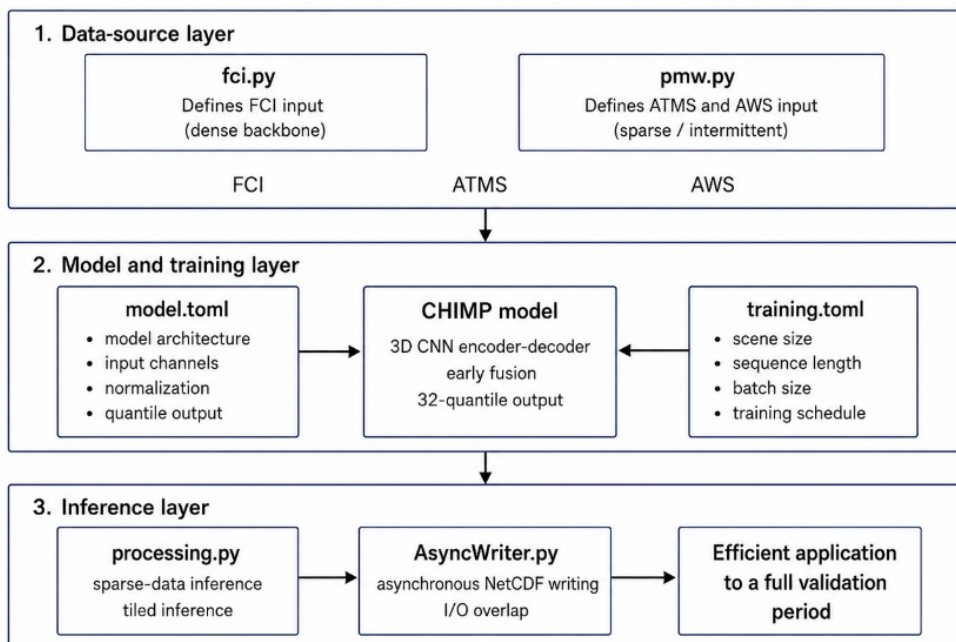 1. Data-source layer
fci.py
Defines FCI input
(dense backbone)
pmw.py
Defines ATMS and AWS input
(sparse / intermittent)
FCI ATMS AWS
2. Model and training layer
model.toml
• model architecture
• input channels
• normalization
• quantile output
CHIMP model
3D CNN encoder-decoder
early fusion
32-quantile output
training.toml
• scene size
• sequence length
• batch size
• training schedule
3. Inference layer
processing.py
sparse-data inference
tiled inference
AsyncWriter.py
asynchronous NetCDF writing
I/O overlap
Efficient application
to a full validation
period